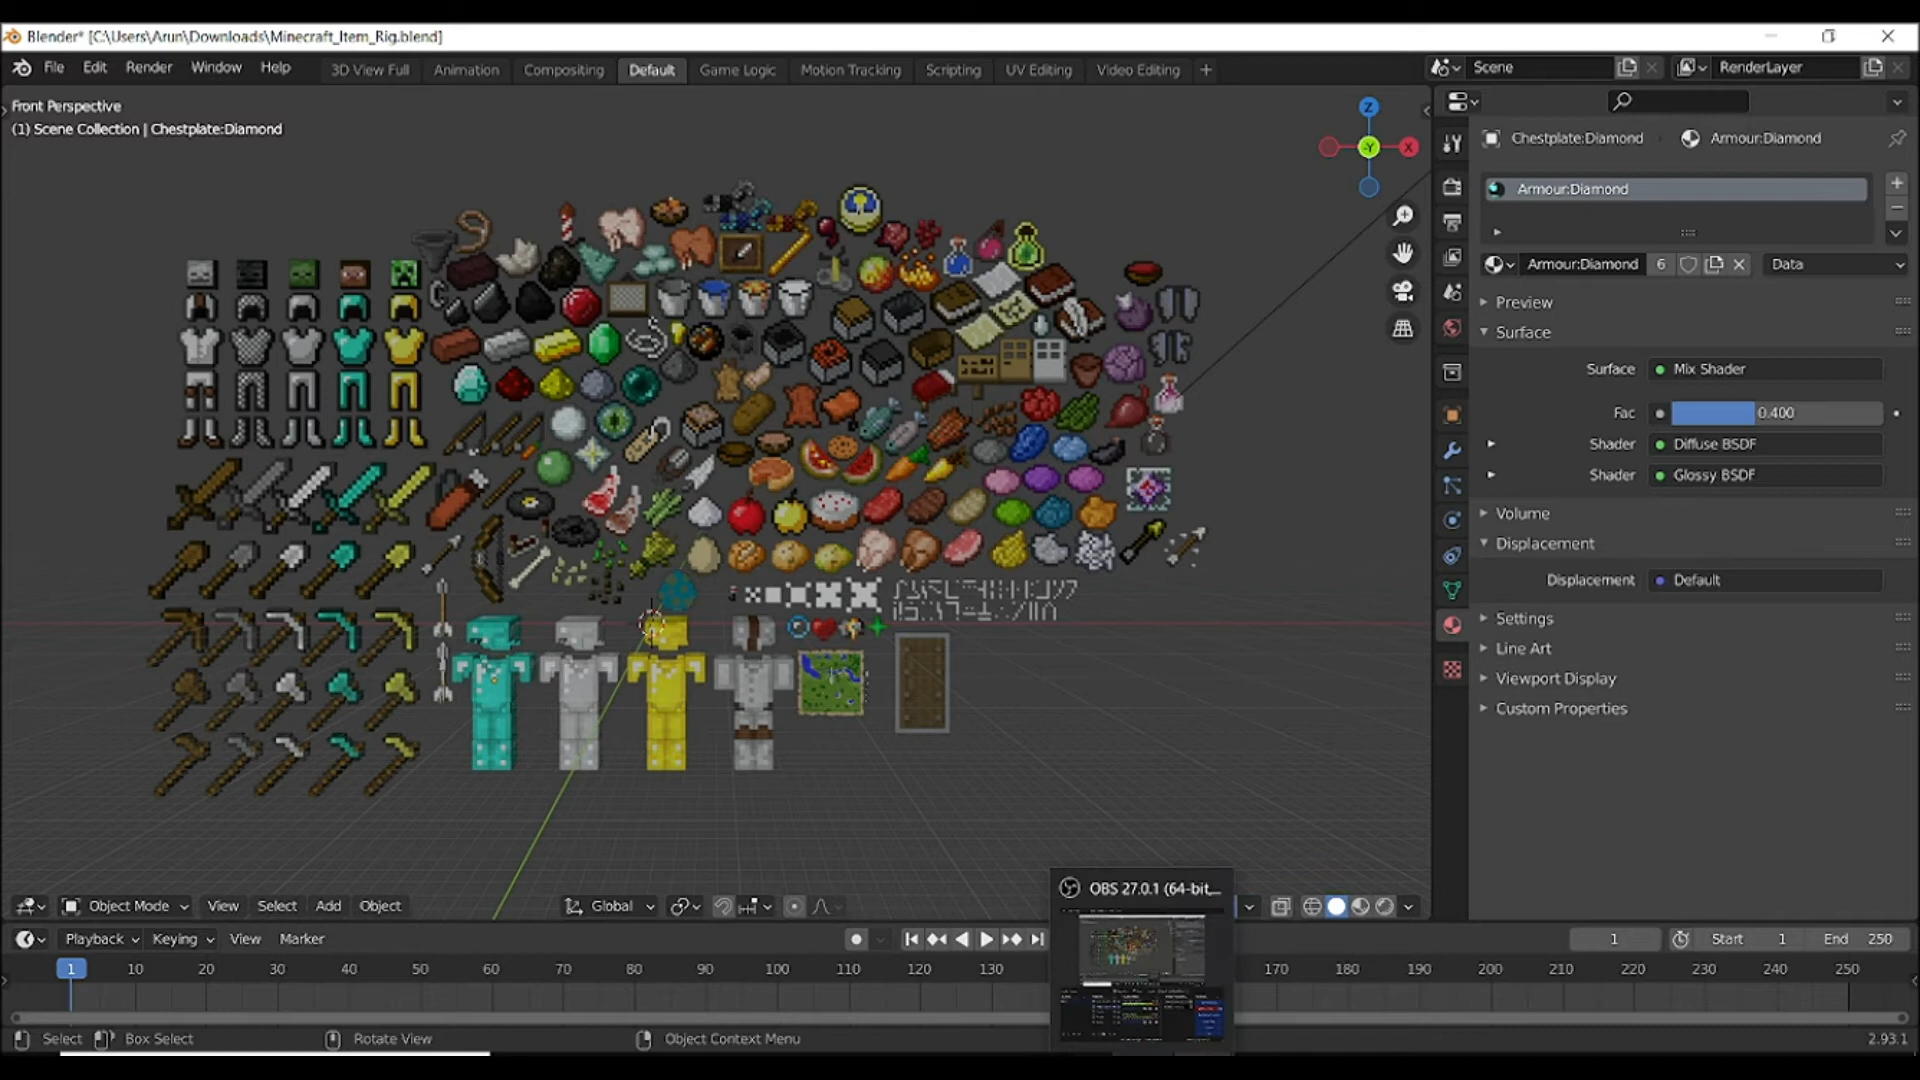 Blender* [C:\Users\Arun\Downloads\Minecraft_Item_Rig.blend]
File Edit Render Window Help 3D View Full Animation Compositing Default Game Logic Motion Tracking Scripting UV Editing Video Editing + Scene RenderLayer
Front Perspective
(1) Scene Collection | Chestplate:Diamond
Z
-Y
X
Chestplate:Diamond Armour:Diamond
Armour:Diamond
Armour:Diamond 6 Data
Preview
Surface
Surface Mix Shader
Fac 0.400
Shader Diffuse BSDF
Shader Glossy BSDF
Volume
Displacement
Displacement Default
Settings
Line Art
Viewport Display
Custom Properties
OBS 27.0.1 (64-bit,...
Object Mode View Select Add Object Global
Playback Keying View Marker 1 Start 1 End 250
1 10 20 30 40 50 60 70 80 90 100 110 120 130 170 180 190 200 210 220 230 240 250
Select Box Select Rotate View Object Context Menu 2.93.1